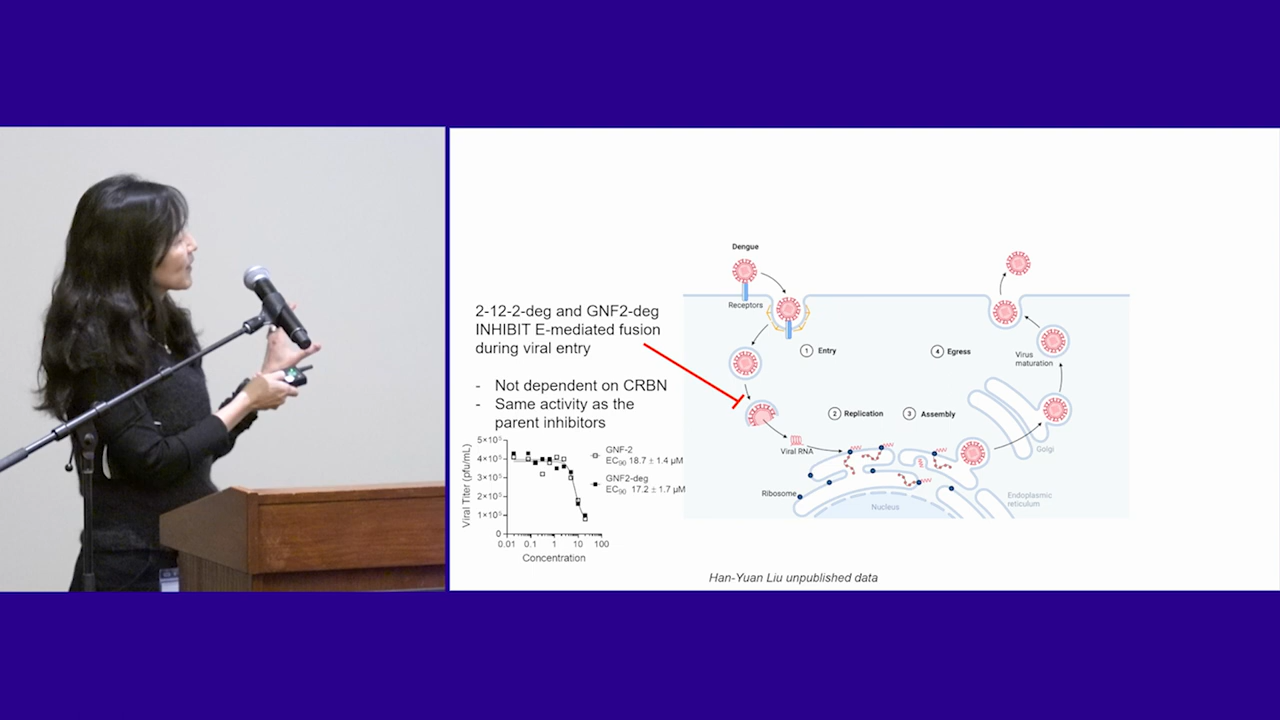 2-12-2-deg and GNF2-deg
INHIBIT E-mediated fusion
during viral entry
- Not dependent on CRBN
- Same activity as the
parent inhibitors
Viral Titer (pfu/mL)
5×10⁵
4×10⁵
3×10⁵
2×10⁵
1×10⁵
0
0.01 0.1 1 10 100
Concentration
GNF-2
EC₉₀ 18.7 ± 1.4 µM
GNF2-deg
EC₉₀ 17.2 ± 1.7 µM
Dengue
Receptors
1 Entry
4 Egress
Virus
maturation
2 Replication
3 Assembly
Viral RNA
Golgi
Ribosome
Nucleus
Endoplasmic
reticulum
Han-Yuan Liu unpublished data